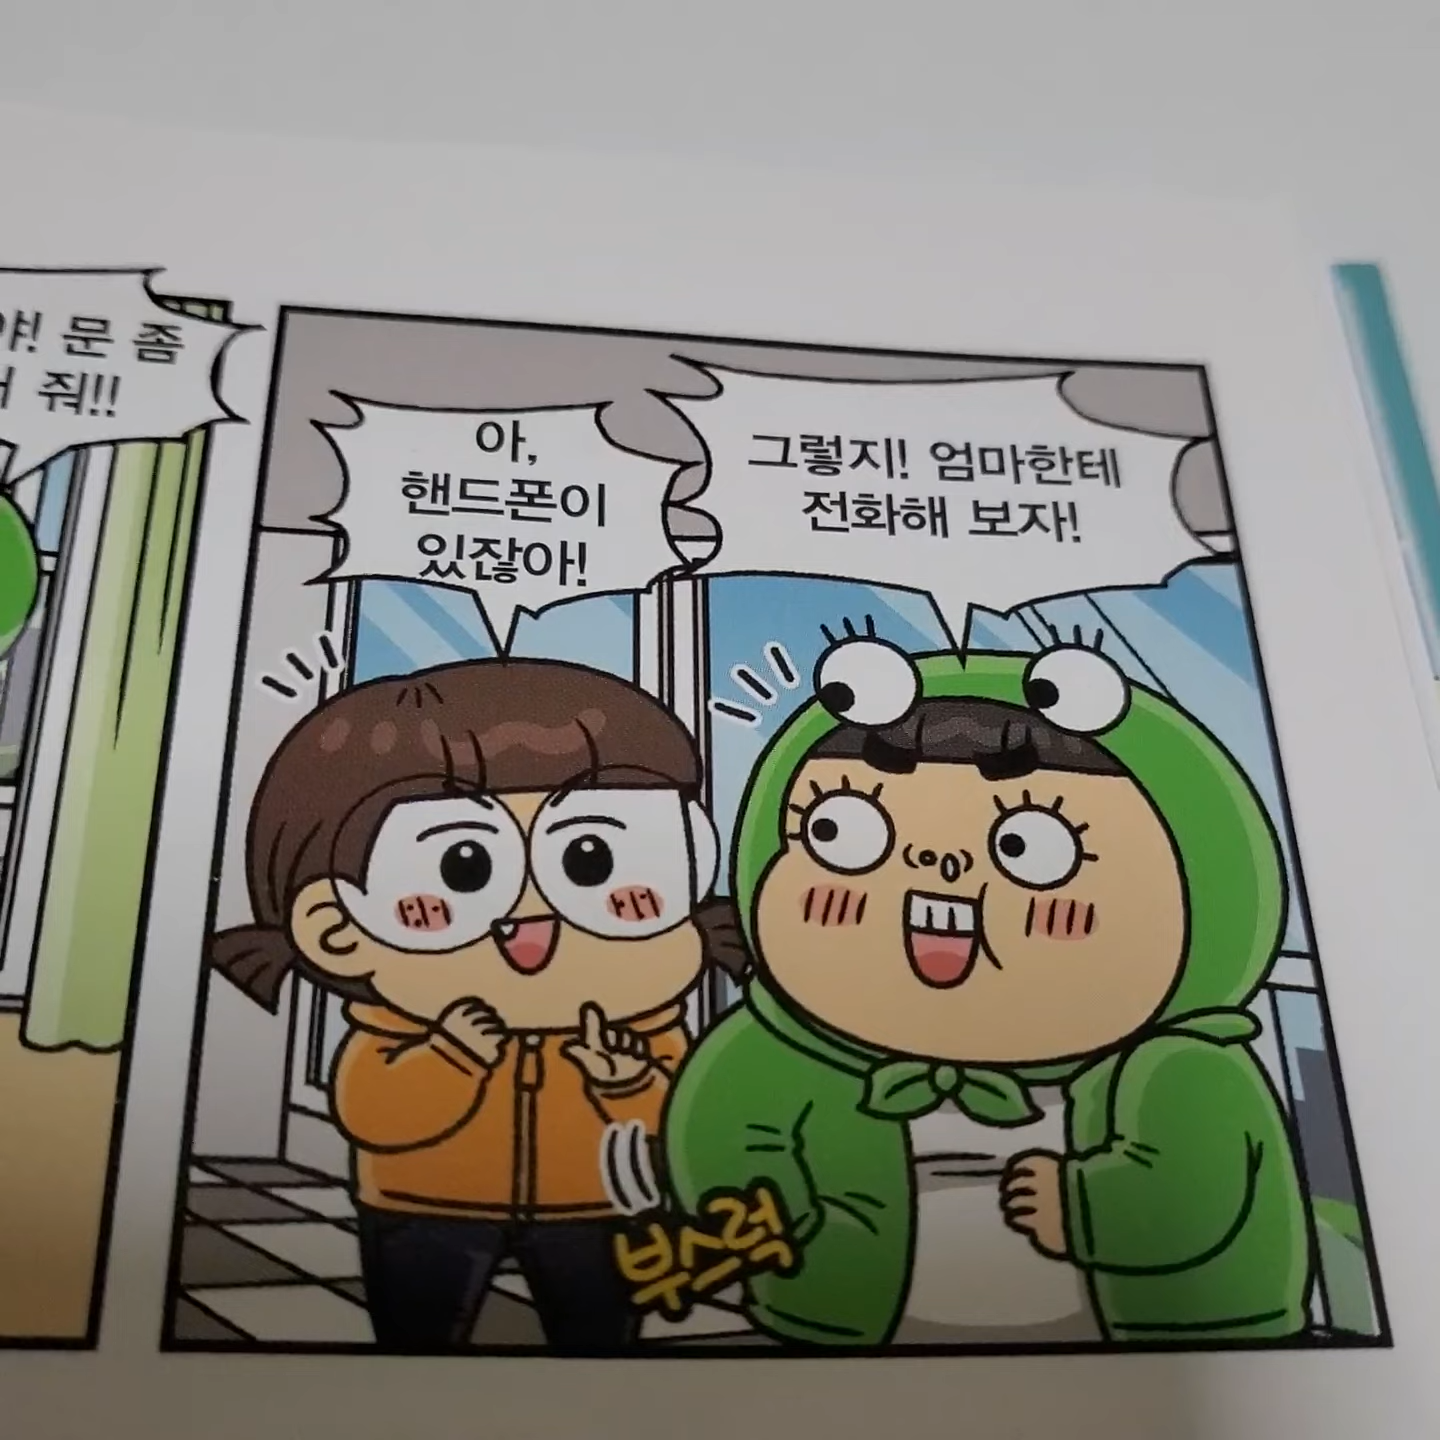 야! 문 좀
줘!!
아,
핸드폰이
있잖아!
그렇지! 엄마한테
전화해 보자!
부스럭